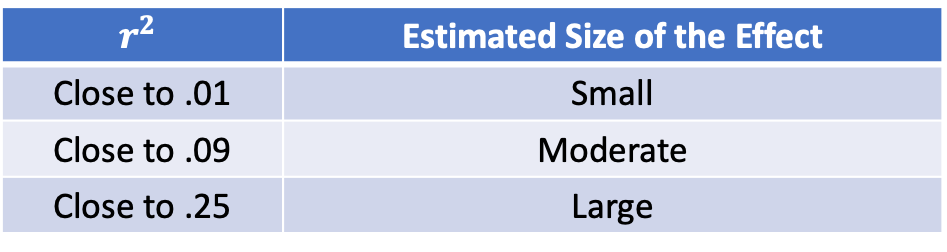 r² Estimated Size of the Effect
Close to .01 Small
Close to .09 Moderate
Close to .25 Large